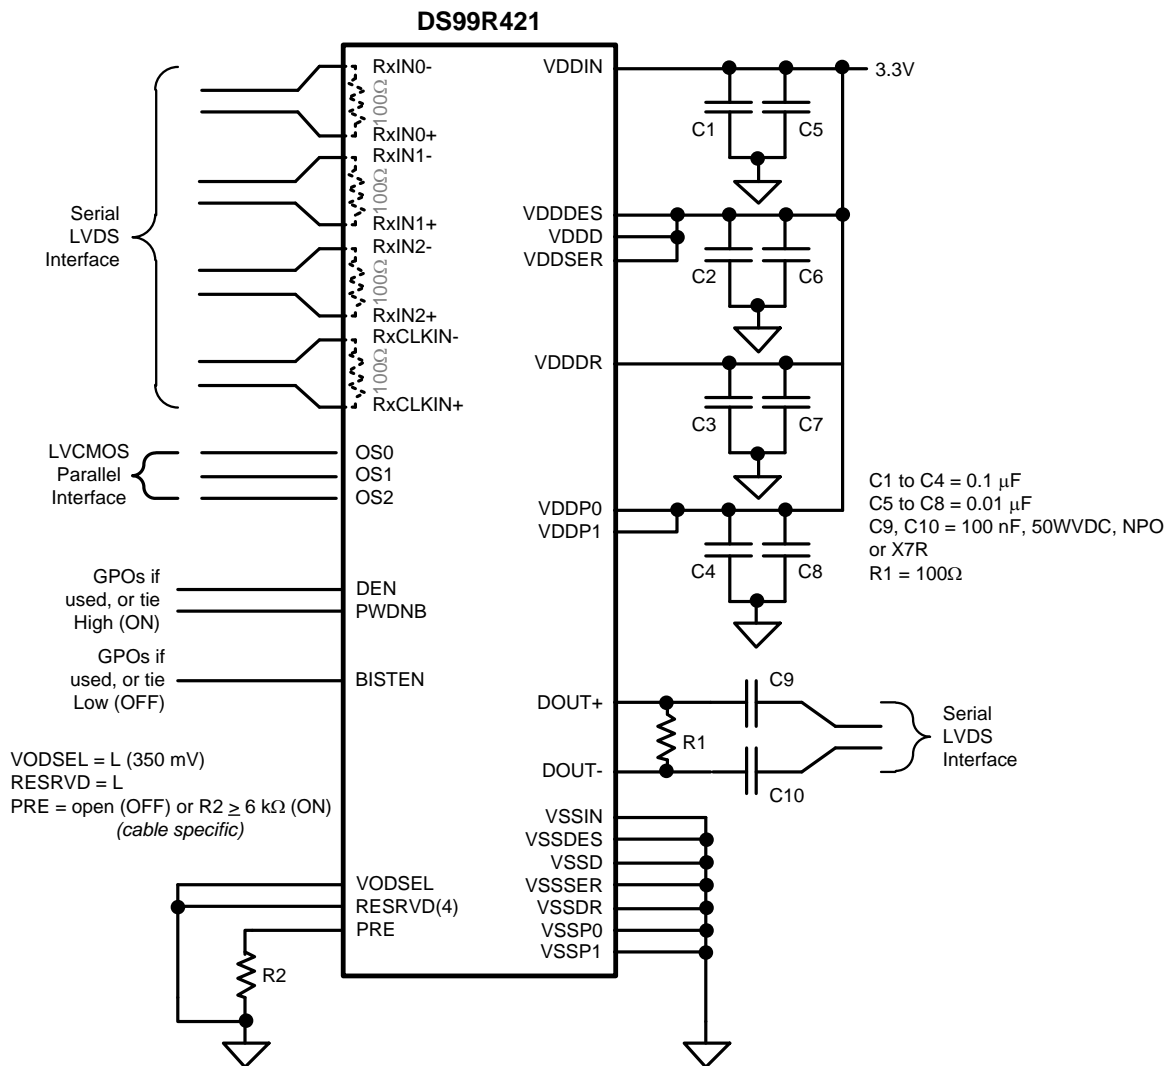 DS99R421
RxIN0-
100Ω
RxIN0+
RxIN1-
100Ω
RxIN1+
RxIN2-
100Ω
RxIN2+
RxCLKIN-
100Ω
RxCLKIN+
Serial
LVDS
Interface
LVCMOS
Parallel
Interface
OS0
OS1
OS2
GPOs if
used, or tie
High (ON)
DEN
PWDNB
GPOs if
used, or tie
Low (OFF)
BISTEN
VODSEL = L (350 mV)
RESRVD = L
PRE = open (OFF) or R2 ≥ 6 kΩ (ON)
(cable specific)
VODSEL
RESRVD(4)
PRE
R2
VDDIN
3.3V
C1
C5
VDDDES
VDDD
VDDSER
C2
C6
VDDDR
C3
C7
VDDP0
VDDP1
C4
C8
C1 to C4 = 0.1 μF
C5 to C8 = 0.01 μF
C9, C10 = 100 nF, 50WVDC, NPO
or X7R
R1 = 100Ω
DOUT+
C9
R1
DOUT-
C10
Serial
LVDS
Interface
VSSIN
VSSDES
VSSD
VSSSER
VSSDR
VSSP0
VSSP1